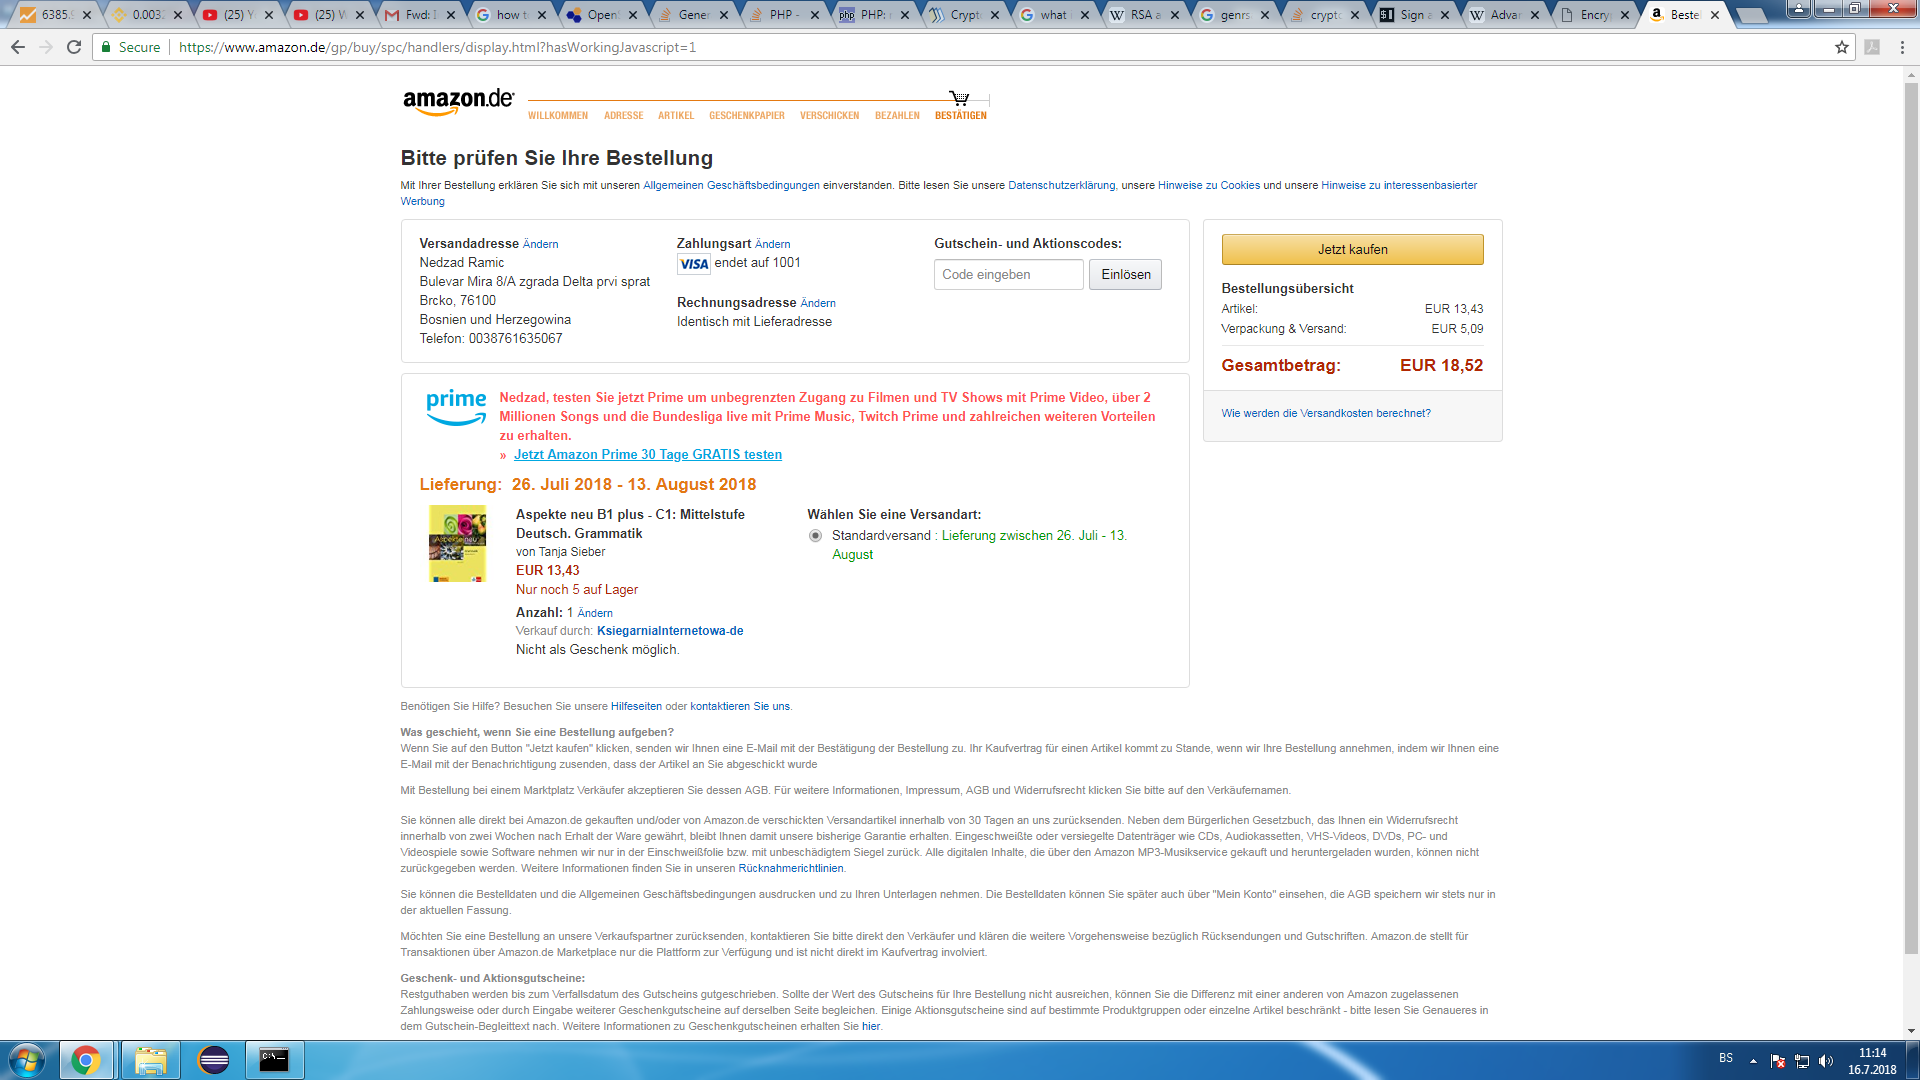 6385.9
0.0032
(25) Y
(25) W
Fwd: I
how t
Open
Gener
PHP -
PHP:
Crypt
what i
RSA a
genrs
crypto
Sign a
Advar
Encry
Beste
Secure
https://www.amazon.de/gp/buy/spc/handlers/display.html?hasWorkingJavascript=1
amazon.de
WILLKOMMEN ADRESSE ARTIKEL GESCHENKPAPIER VERSCHICKEN BEZAHLEN BESTÄTIGEN
Bitte prüfen Sie Ihre Bestellung
Mit Ihrer Bestellung erklären Sie sich mit unseren Allgemeinen Geschäftsbedingungen einverstanden. Bitte lesen Sie unsere Datenschutzerklärung, unsere Hinweise zu Cookies und unsere Hinweise zu interessenbasierter
Werbung
Versandadresse Ändern
Nedzad Ramic
Bulevar Mira 8/A zgrada Delta prvi sprat
Brcko, 76100
Bosnien und Herzegowina
Telefon: 0038761635067
Zahlungsart Ändern
VISA endet auf 1001
Rechnungsadresse Ändern
Identisch mit Lieferadresse
Gutschein- und Aktionscodes:
Code eingeben Einlösen
Jetzt kaufen
Bestellungsübersicht
Artikel: EUR 13,43
Verpackung & Versand: EUR 5,09
Gesamtbetrag: EUR 18,52
Wie werden die Versandkosten berechnet?
prime
Nedzad, testen Sie jetzt Prime um unbegrenzten Zugang zu Filmen und TV Shows mit Prime Video, über 2
Millionen Songs und die Bundesliga live mit Prime Music, Twitch Prime und zahlreichen weiteren Vorteilen
zu erhalten.
» Jetzt Amazon Prime 30 Tage GRATIS testen
Lieferung: 26. Juli 2018 - 13. August 2018
Aspekte neu
Aspekte neu B1 plus - C1: Mittelstufe
Deutsch. Grammatik
von Tanja Sieber
EUR 13,43
Nur noch 5 auf Lager
Anzahl: 1 Ändern
Verkauf durch: KsiegarniaInternetowa-de
Nicht als Geschenk möglich.
Wählen Sie eine Versandart:
Standardversand : Lieferung zwischen 26. Juli - 13.
August
Benötigen Sie Hilfe? Besuchen Sie unsere Hilfeseiten oder kontaktieren Sie uns.
Was geschieht, wenn Sie eine Bestellung aufgeben?
Wenn Sie auf den Button "Jetzt kaufen" klicken, senden wir Ihnen eine E-Mail mit der Bestätigung der Bestellung zu. Ihr Kaufvertrag für einen Artikel kommt zu Stande, wenn wir Ihre Bestellung annehmen, indem wir Ihnen eine
E-Mail mit der Benachrichtigung zusenden, dass der Artikel an Sie abgeschickt wurde
Mit Bestellung bei einem Marktplatz Verkäufer akzeptieren Sie dessen AGB. Für weitere Informationen, Impressum, AGB und Widerrufsrecht klicken Sie bitte auf den Verkäufernamen.
Sie können alle direkt bei Amazon.de gekauften und/oder von Amazon.de verschickten Versandartikel innerhalb von 30 Tagen an uns zurücksenden. Neben dem Bürgerlichen Gesetzbuch, das Ihnen ein Widerrufsrecht
innerhalb von zwei Wochen nach Erhalt der Ware gewährt, bleibt Ihnen damit unsere bisherige Garantie erhalten. Eingeschweißte oder versiegelte Datenträger wie CDs, Audiokassetten, VHS-Videos, DVDs, PC- und
Videospiele sowie Software nehmen wir nur in der Einschweißfolie bzw. mit unbeschädigtem Siegel zurück. Alle digitalen Inhalte, die über den Amazon MP3-Musikservice gekauft und heruntergeladen wurden, können nicht
zurückgegeben werden. Weitere Informationen finden Sie in unseren Rücknahmerichtlinien.
Sie können die Bestelldaten und die Allgemeinen Geschäftsbedingungen ausdrucken und zu Ihren Unterlagen nehmen. Die Bestelldaten können Sie später auch über "Mein Konto" einsehen, die AGB speichern wir stets nur in
der aktuellen Fassung.
Möchten Sie eine Bestellung an unsere Verkaufspartner zurücksenden, kontaktieren Sie bitte direkt den Verkäufer und klären die weitere Vorgehensweise bezüglich Rücksendungen und Gutschriften. Amazon.de stellt für
Transaktionen über Amazon.de Marketplace nur die Plattform zur Verfügung und ist nicht direkt im Kaufvertrag involviert.
Geschenk- und Aktionsgutscheine:
Restguthaben werden bis zum Verfallsdatum des Gutscheins gutgeschrieben. Sollte der Wert des Gutscheins für Ihre Bestellung nicht ausreichen, können Sie die Differenz mit einer anderen von Amazon zugelassenen
Zahlungsweise oder durch Eingabe weiterer Geschenkgutscheine auf derselben Seite begleichen. Einige Aktionsgutscheine sind auf bestimmte Produktgruppen oder einzelne Artikel beschränkt - bitte lesen Sie Genaueres in
dem Gutschein-Begleittext nach. Weitere Informationen zu Geschenkgutscheinen erhalten Sie hier.
BS
11:14
16.7.2018